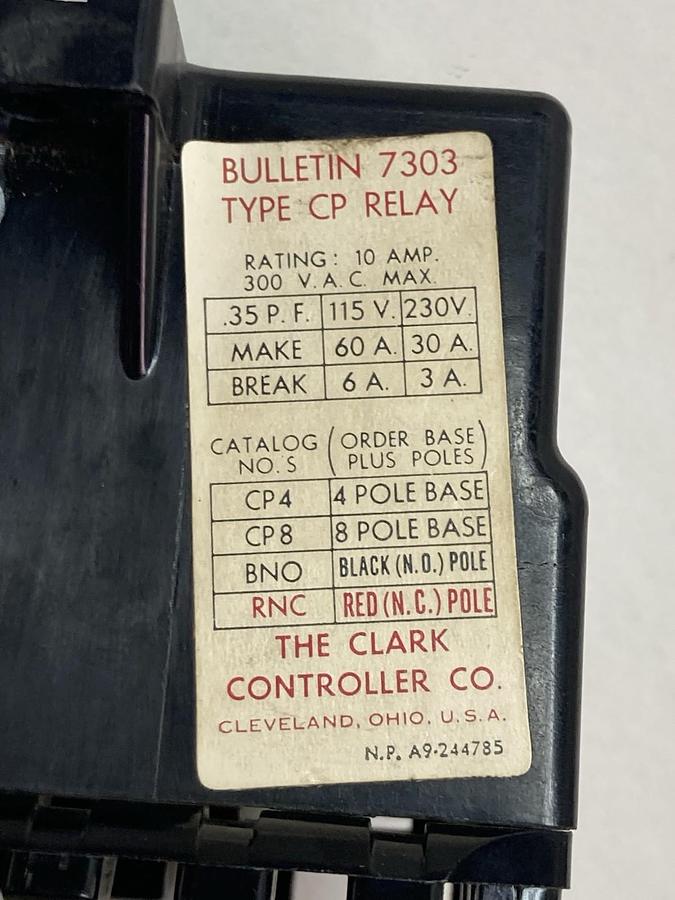 BULLETIN 7303
TYPE CP RELAY
RATING: 10 AMP.
300 V. A. C. MAX.
.35 P. F. 115 V. 230V.
MAKE 60 A. 30 A.
BREAK 6 A. 3 A.
CATALOG NO.'S (ORDER BASE PLUS POLES)
CP4 4 POLE BASE
CP8 8 POLE BASE
BNO BLACK (N.O.) POLE
RNC RED (N.C.) POLE
THE CLARK
CONTROLLER CO.
CLEVELAND, OHIO, U.S.A.
N.P. A9-244785